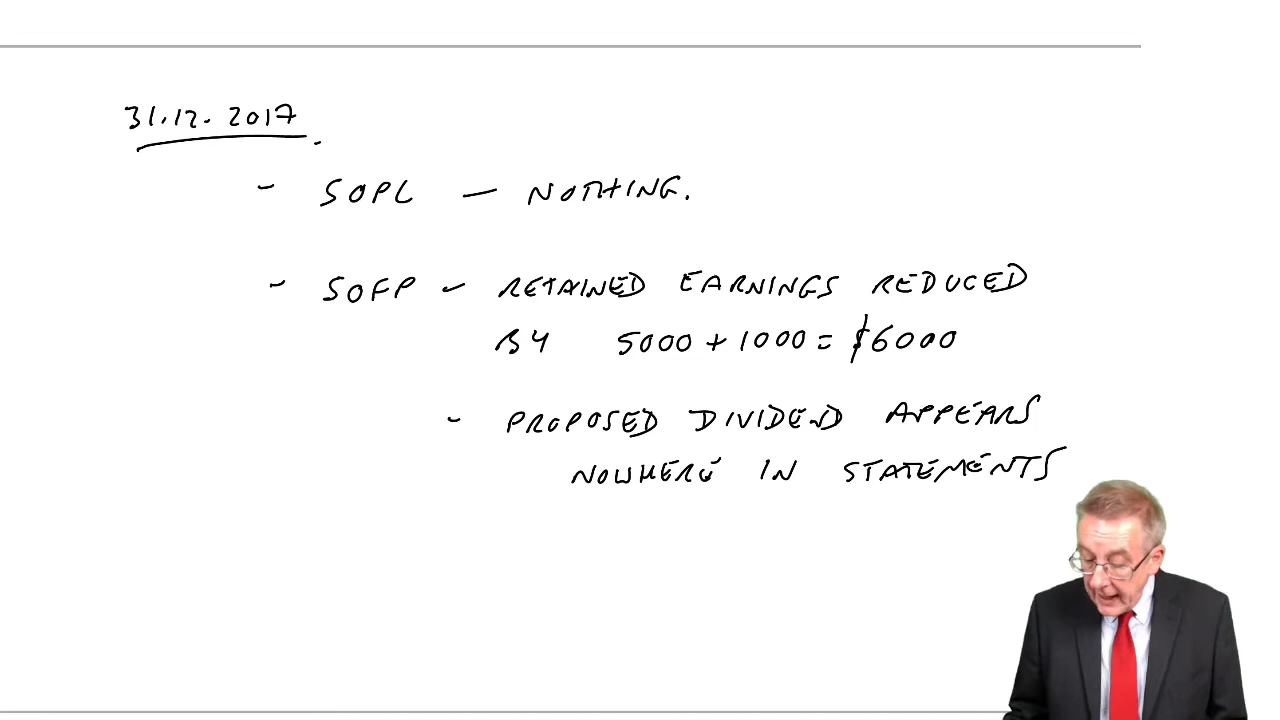 31.12.2017
- SOPL - NOTHING.
- SOFP - RETAINED EARNINGS REDUCED
BY 5000 + 1000 = $6000
- PROPOSED DIVIDEND APPEARS
NOWHERE IN STATEMENTS